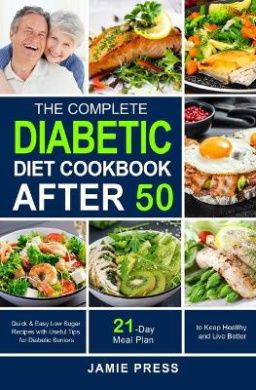 THE COMPLETE
DIABETIC
DIET COOKBOOK
AFTER 50
Quick & Easy Low Sugar
Recipes with Useful Tips
for Diabetic Seniors
21-Day
Meal Plan
to Keep Healthy
and Live Better
JAMIE PRESS